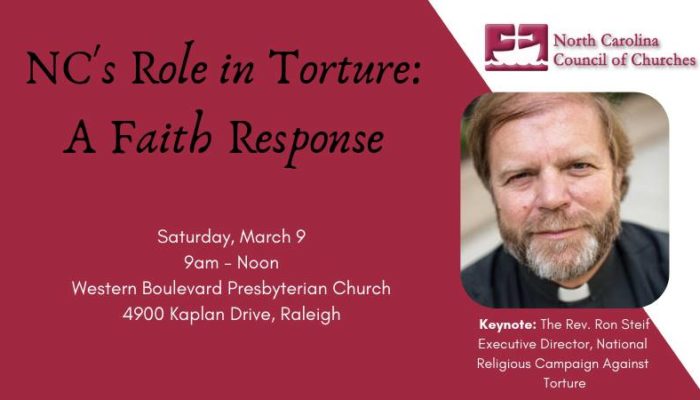 NC's Role in Torture:
A Faith Response
Saturday, March 9
9am - Noon
Western Boulevard Presbyterian Church
4900 Kaplan Drive, Raleigh
North Carolina
Council of Churches
Keynote: The Rev. Ron Steif
Executive Director, National
Religious Campaign Against
Torture